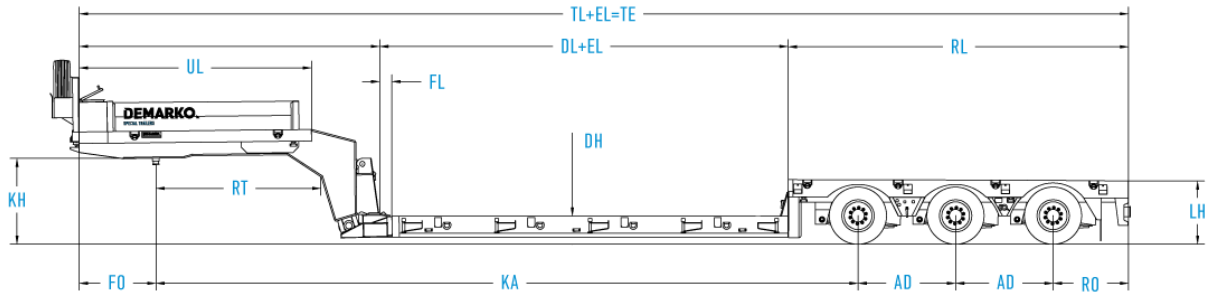 TL+EL=TE
DL+EL
RL
UL
FL
DEMARKO.
SPECIAL TRAILERS
DH
KH
RT
LH
FO
KA
AD
AD
RO